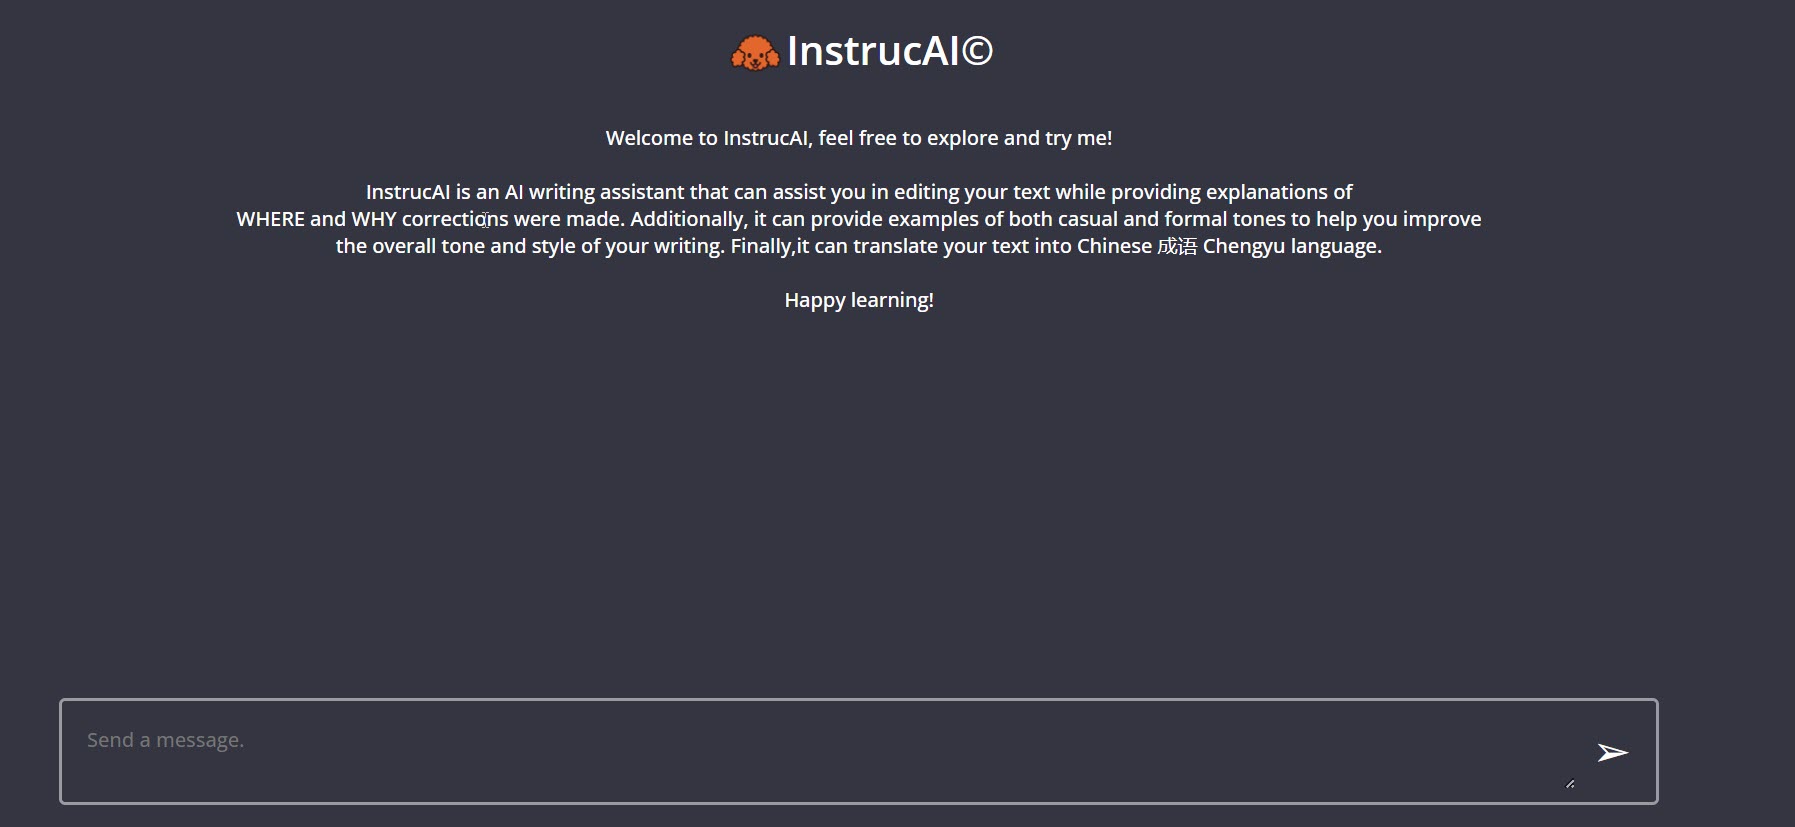 InstrucAI©
Welcome to InstrucAI, feel free to explore and try me!
InstrucAI is an AI writing assistant that can assist you in editing your text while providing explanations of
WHERE and WHY corrections were made. Additionally, it can provide examples of both casual and formal tones to help you improve
the overall tone and style of your writing. Finally,it can translate your text into Chinese 成语 Chengyu language.
Happy learning!
Send a message.